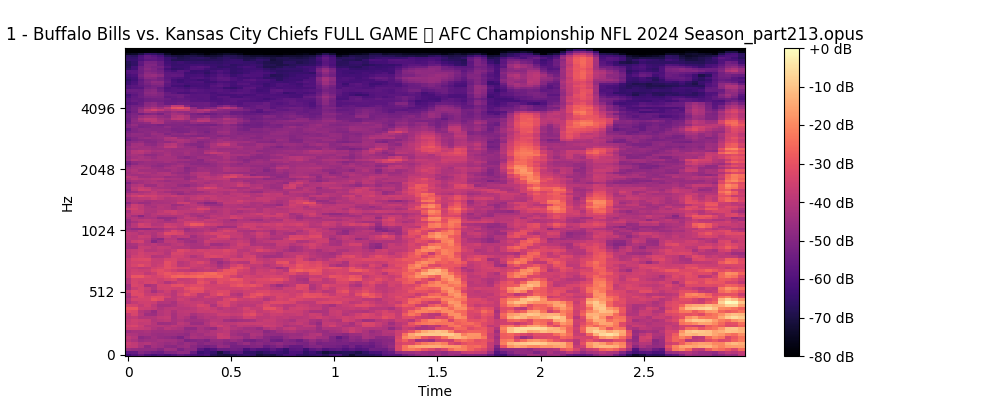 1 - Buffalo Bills vs. Kansas City Chiefs FULL GAME ▯ AFC Championship NFL 2024 Season_part213.opus
+0 dB
-10 dB
-20 dB
-30 dB
-40 dB
-50 dB
-60 dB
-70 dB
-80 dB
4096
2048
1024
512
0
Hz
0
0.5
1
1.5
2
2.5
Time